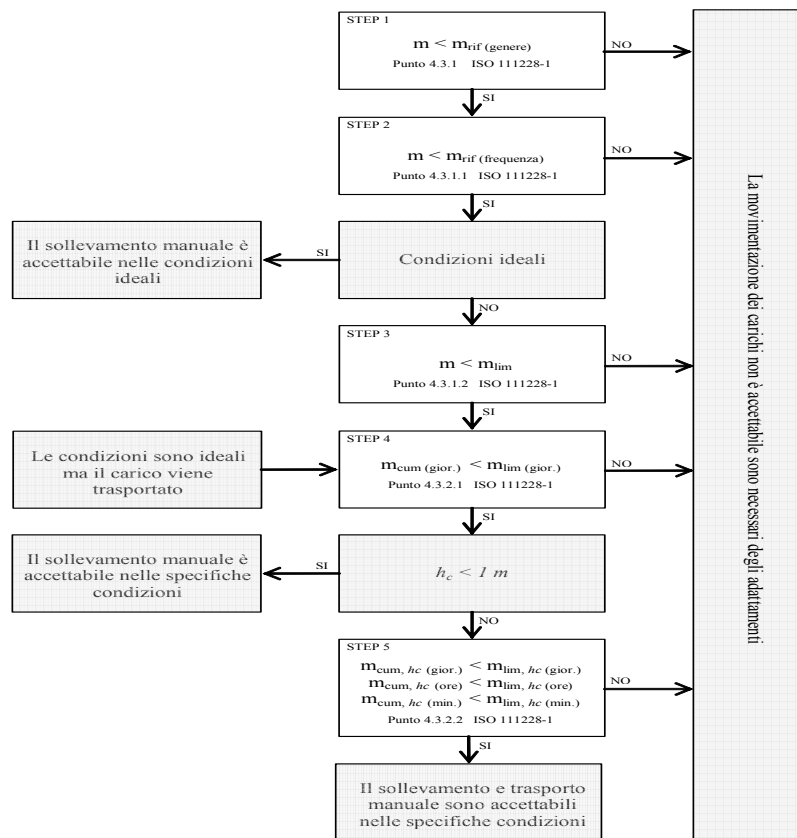 STEP 1
m < mrif (genere)
Punto 4.3.1 ISO 111228-1
NO
SI
STEP 2
m < mrif (frequenza)
Punto 4.3.1.1 ISO 111228-1
NO
SI
Il sollevamento manuale è
accettabile nelle condizioni
ideali
SI
Condizioni ideali
NO
STEP 3
m < mlim
Punto 4.3.1.2 ISO 111228-1
NO
SI
Le condizioni sono ideali
ma il carico viene
trasportato
STEP 4
mcum (gior.) < mlim (gior.)
Punto 4.3.2.1 ISO 111228-1
NO
SI
Il sollevamento manuale è
accettabile nelle specifiche
condizioni
SI
hc < 1 m
NO
STEP 5
mcum, hc (gior.) < mlim, hc (gior.)
mcum, hc (ore) < mlim, hc (ore)
mcum, hc (min.) < mlim, hc (min.)
Punto 4.3.2.2 ISO 111228-1
NO
SI
Il sollevamento e trasporto
manuale sono accettabili
nelle specifiche condizioni
La movimentazione dei carichi non è accettabile sono necessari degli adattamenti